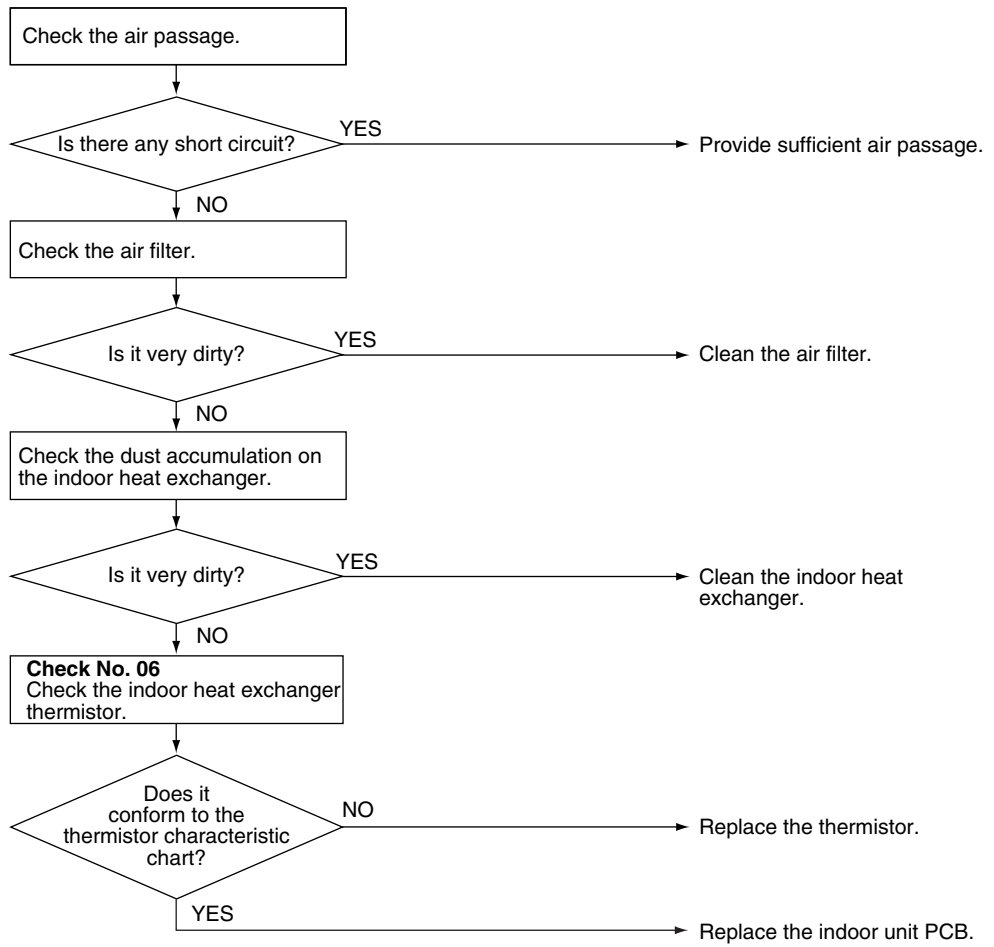 Check the air passage.
Is there any short circuit?
YES
Provide sufficient air passage.
NO
Check the air filter.
Is it very dirty?
YES
Clean the air filter.
NO
Check the dust accumulation on
the indoor heat exchanger.
Is it very dirty?
YES
Clean the indoor heat
exchanger.
NO
Check No. 06
Check the indoor heat exchanger
thermistor.
Does it
conform to the
thermistor characteristic
chart?
NO
Replace the thermistor.
YES
Replace the indoor unit PCB.